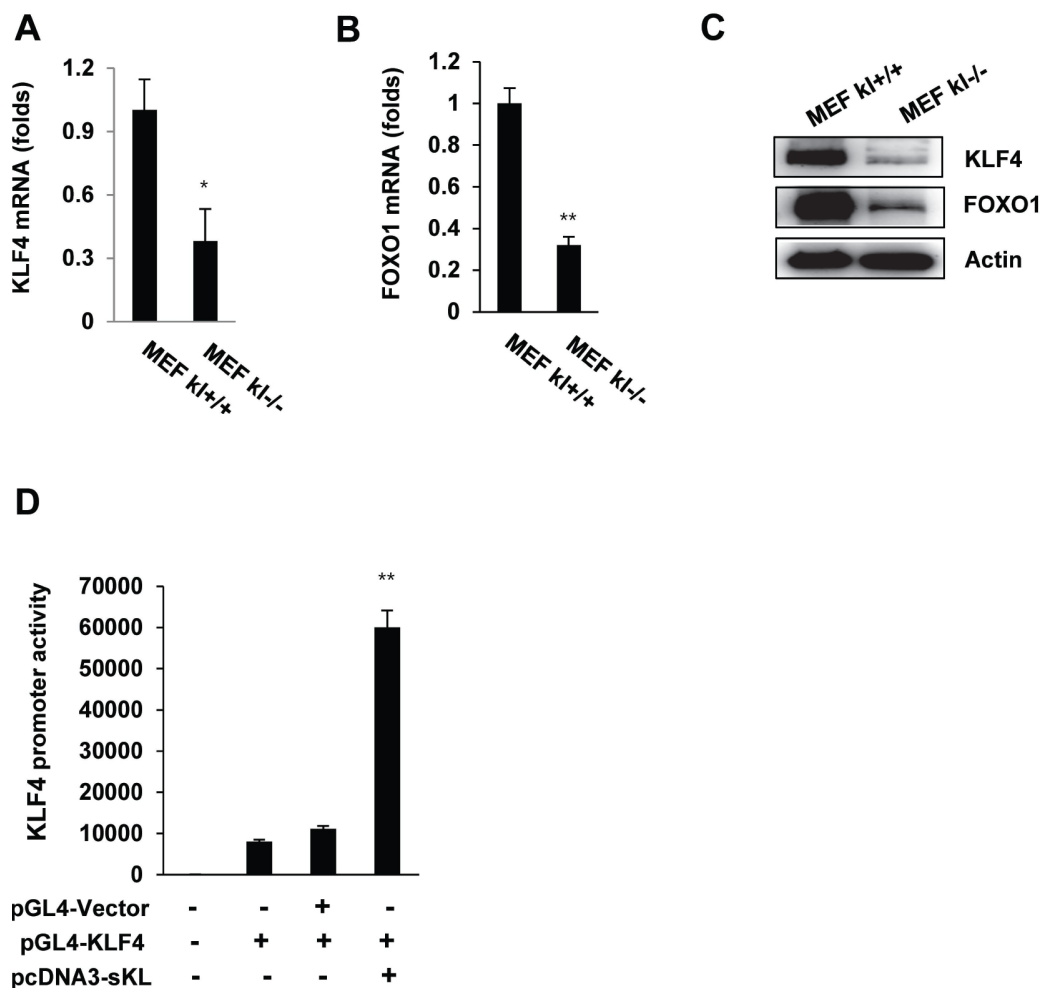 A
KLF4 mRNA (folds)
1.2
0.9
0.6
0.3
0
*
MEF kl+/+
MEF kl-/-
B
FOXO1 mRNA (folds)
1.2
1
0.8
0.6
0.4
0.2
0
**
MEF kl+/+
MEF kl-/-
C
MEF kl+/+
MEF kl-/-
KLF4
FOXO1
Actin
D
KLF4 promoter activity
70000
60000
50000
40000
30000
20000
10000
0
**
pGL4-Vector - - + -
pGL4-KLF4 - + + +
pcDNA3-sKL - - - +